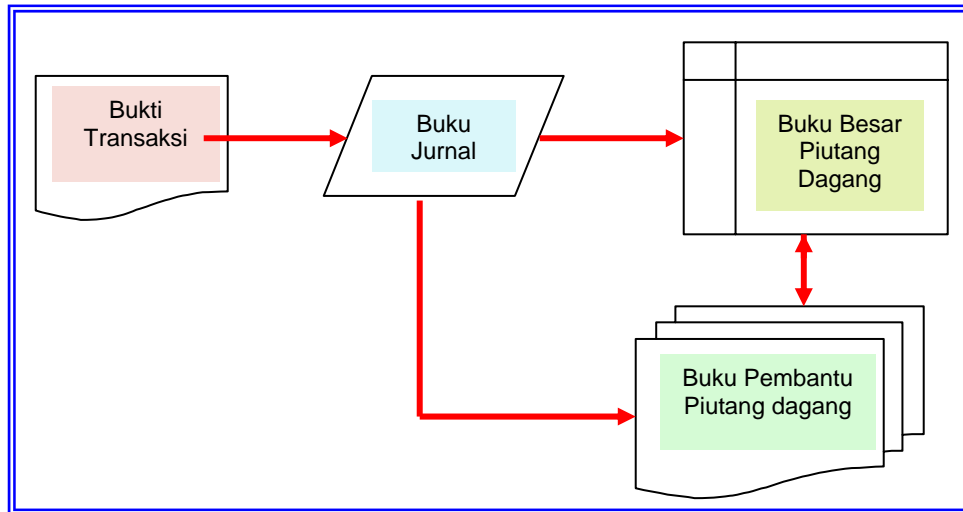 Bukti
Transaksi
Buku
Jurnal
Buku Besar
Piutang
Dagang
Buku Pembantu
Piutang dagang